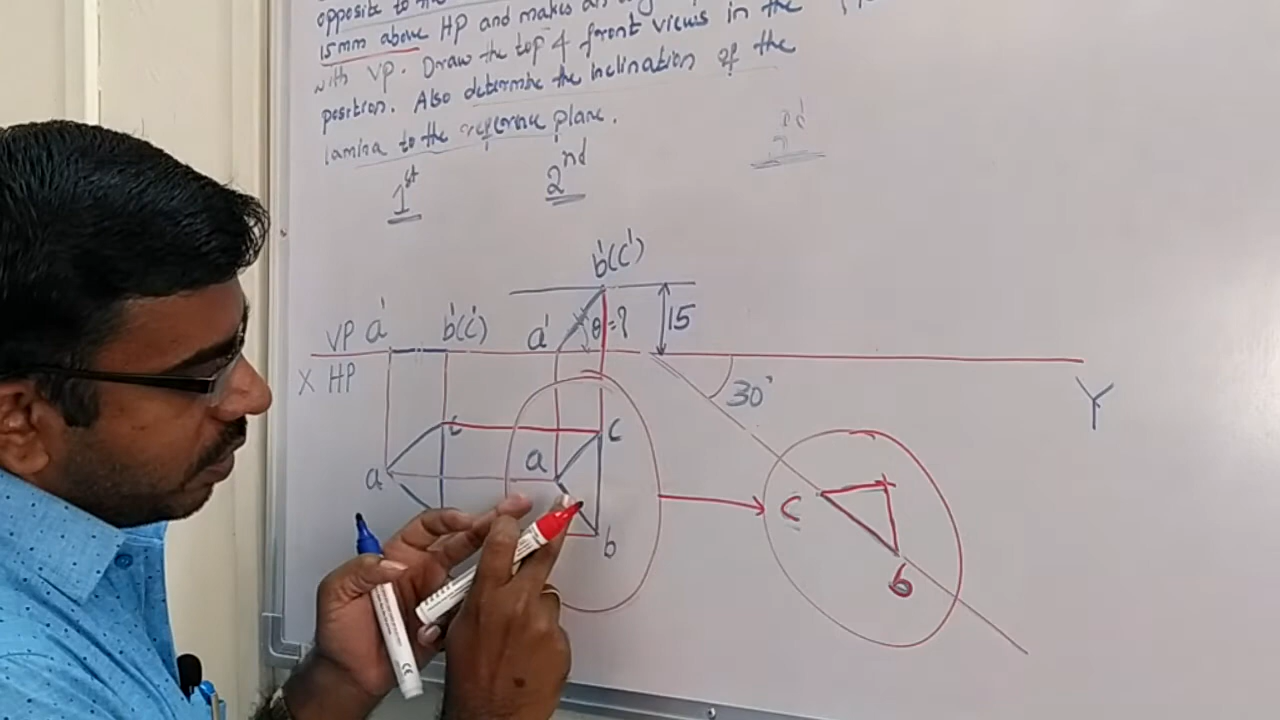 opposite to the
15mm above HP and makes an
with VP. Draw the top & front views in the
position. Also determine the inclination of the
lamina to the reference plane.
1st
2nd
rd
b'(c')
VP a'
b'(c')
a'
θ=?
15
X HP
30°
Y
c
c
a
a
b
c
b